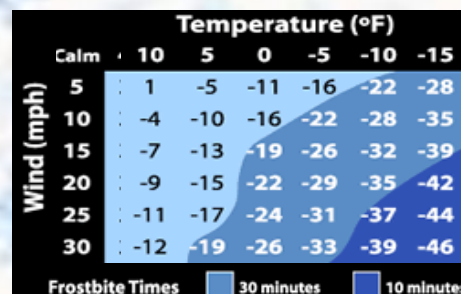 Temperature (ºF)
Calm 10 5 0 -5 -10 -15
Wind (mph)
5 1 -5 -11 -16 -22 -28
10 -4 -10 -16 -22 -28 -35
15 -7 -13 -19 -26 -32 -39
20 -9 -15 -22 -29 -35 -42
25 -11 -17 -24 -31 -37 -44
30 -12 -19 -26 -33 -39 -46
Frostbite Times 30 minutes 10 minutes